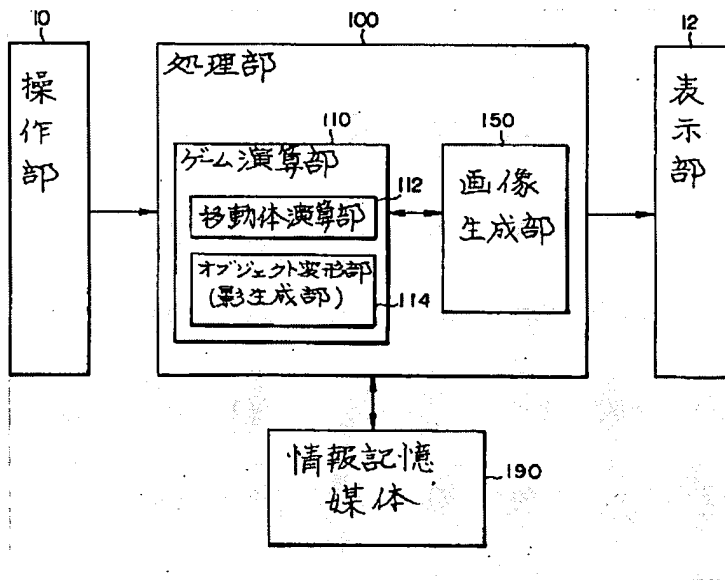 10
操作部
100
処理部
110
ゲーム演算部
112
移動体演算部
オブジェクト変形部
(影生成部)
114
150
画像
生成部
12
表示部
情報記憶
媒体
190